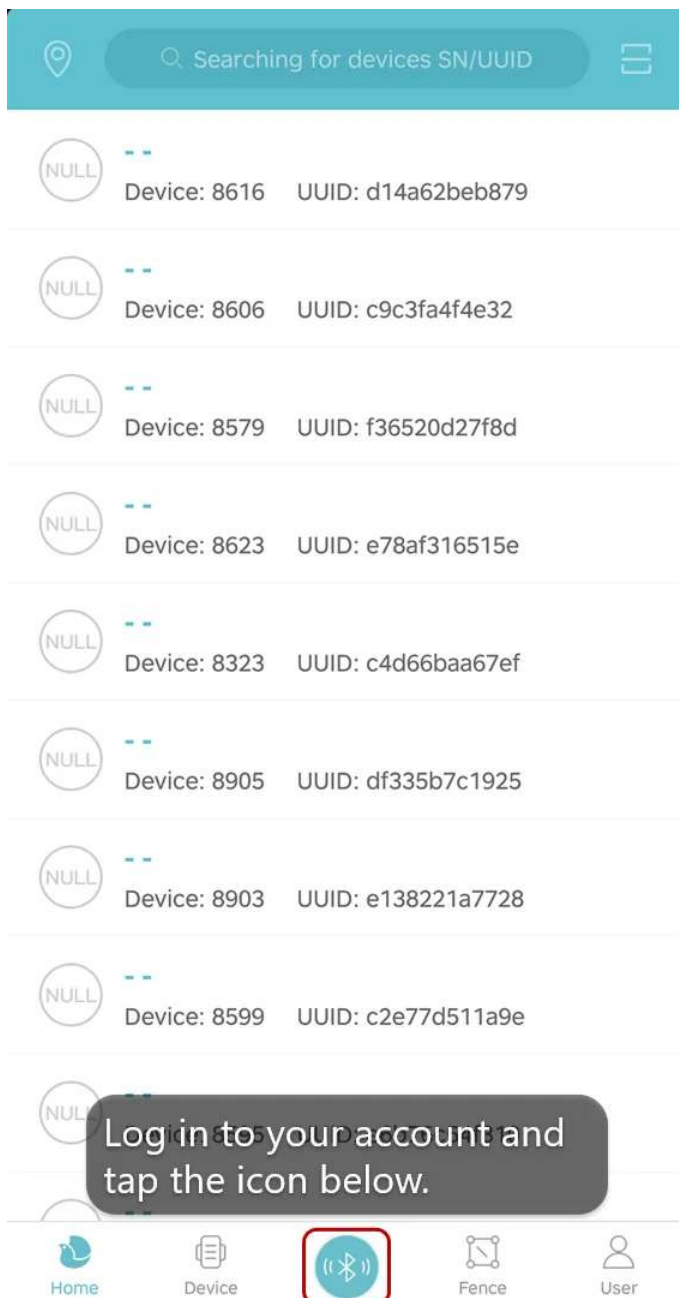 Searching for devices SN/UUID
NULL
- -
Device: 8616 UUID: d14a62beb879
NULL
- -
Device: 8606 UUID: c9c3fa4f4e32
NULL
- -
Device: 8579 UUID: f36520d27f8d
NULL
- -
Device: 8623 UUID: e78af316515e
NULL
- -
Device: 8323 UUID: c4d66baa67ef
NULL
- -
Device: 8905 UUID: df335b7c1925
NULL
- -
Device: 8903 UUID: e138221a7728
NULL
- -
Device: 8599 UUID: c2e77d511a9e
NULL
- -
Log in to your account and
tap the icon below.
- -
Home Device Fence User